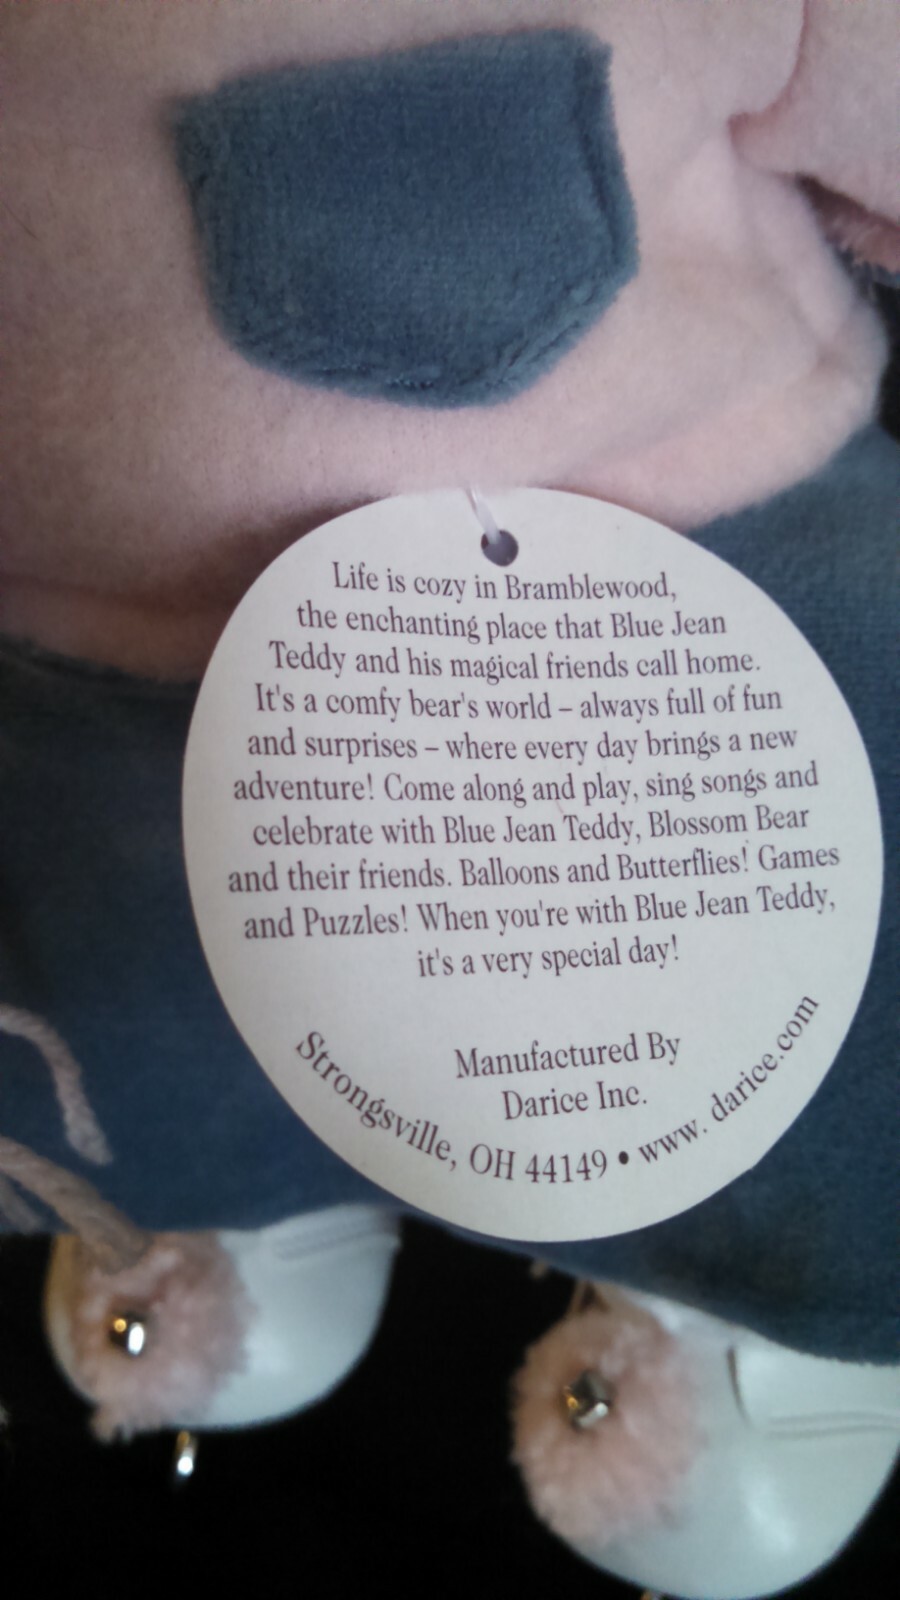 Life is cozy in Bramblewood,
the enchanting place that Blue Jean
Teddy and his magical friends call home.
It's a comfy bear's world – always full of fun
and surprises – where every day brings a new
adventure! Come along and play, sing songs and
celebrate with Blue Jean Teddy, Blossom Bear
and their friends. Balloons and Butterflies! Games
and Puzzles! When you're with Blue Jean Teddy,
it's a very special day!
Manufactured By
Darice Inc.
Strongsville, OH 44149 • www. darice.com